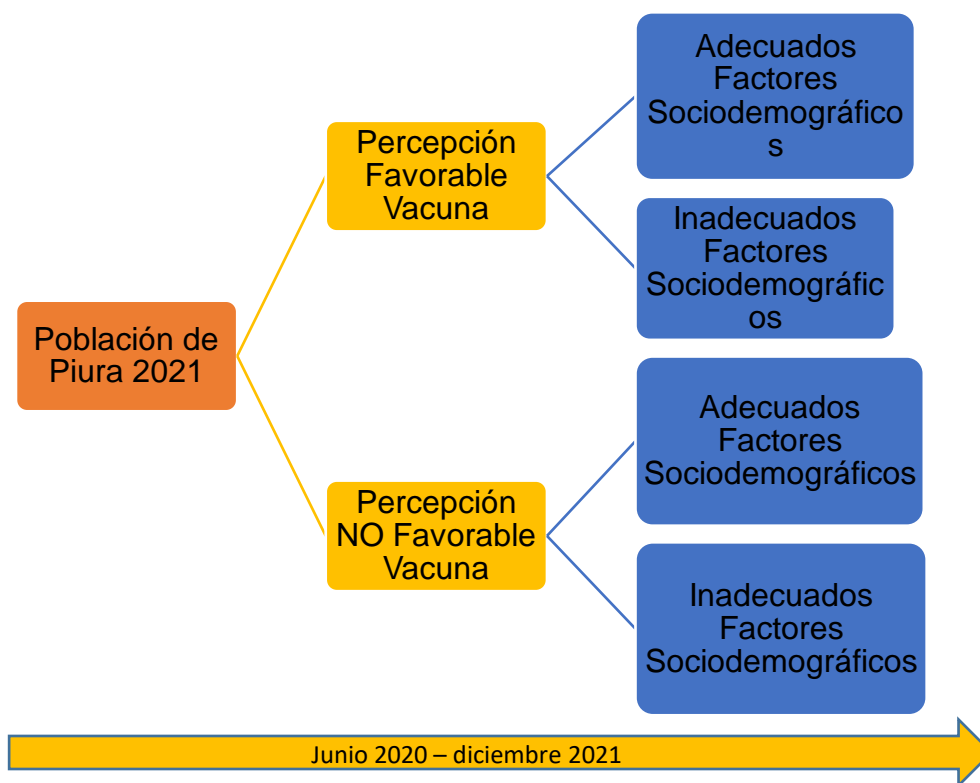 Población de
Piura 2021
Percepción
Favorable
Vacuna
Adecuados
Factores
Sociodemográfico
s
Inadecuados
Factores
Sociodemográfic
os
Percepción
NO Favorable
Vacuna
Adecuados
Factores
Sociodemográficos
Inadecuados
Factores
Sociodemográficos
Junio 2020 – diciembre 2021